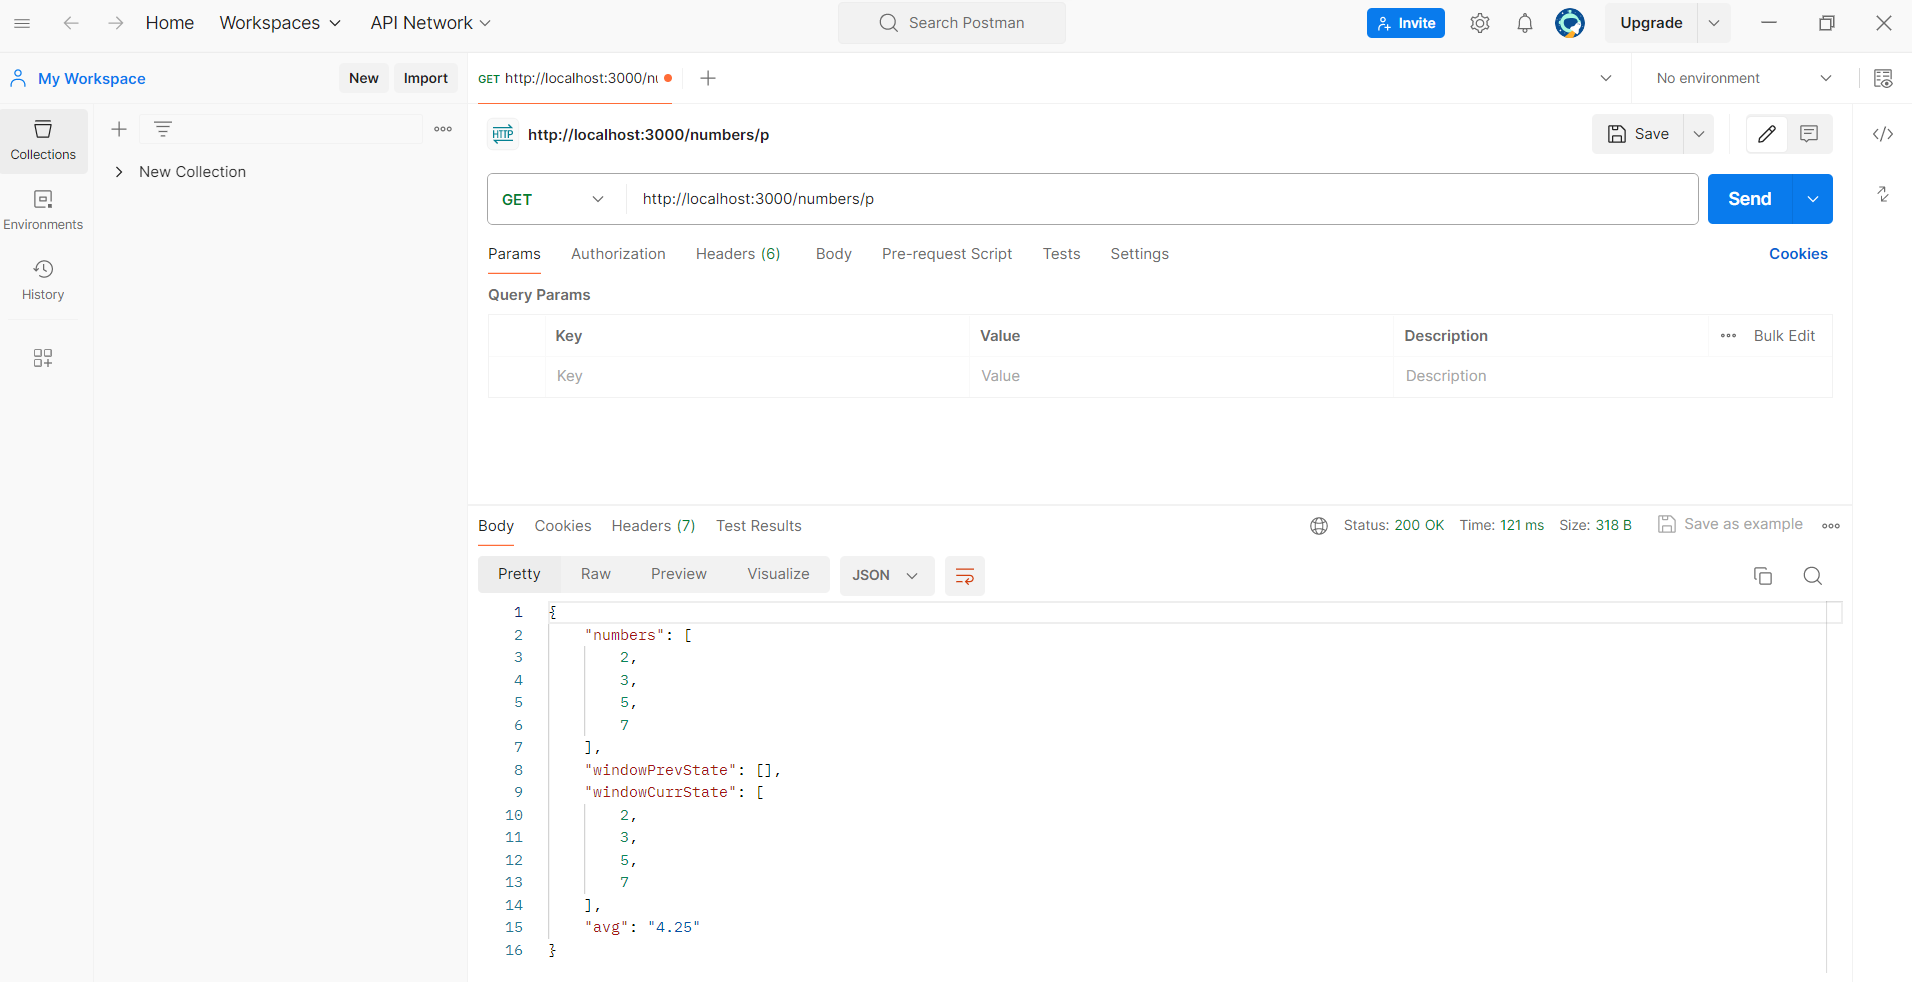 Home Workspaces API Network Search Postman Invite Upgrade
My Workspace New Import GET http://localhost:3000/nu No environment
Collections
New Collection
Environments
History
HTTP http://localhost:3000/numbers/p Save
GET http://localhost:3000/numbers/p Send
Params Authorization Headers (6) Body Pre-request Script Tests Settings Cookies
Query Params
Key Value Description Bulk Edit
Key Value Description
Body Cookies Headers (7) Test Results Status: 200 OK Time: 121 ms Size: 318 B Save as example
Pretty Raw Preview Visualize JSON
1 {
2 "numbers": [
3 2,
4 3,
5 5,
6 7
7 ],
8 "windowPrevState": [],
9 "windowCurrState": [
10 2,
11 3,
12 5,
13 7
14 ],
15 "avg": "4.25"
16 }